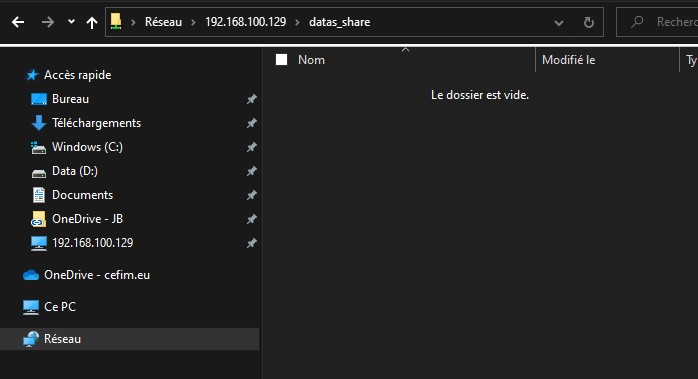 Réseau > 192.168.100.129 > datas_share
Recherc
Nom
Modifié le
Ty
Le dossier est vide.
Accès rapide
Bureau
Téléchargements
Windows (C:)
Data (D:)
Documents
OneDrive - JB
192.168.100.129
OneDrive - cefim.eu
Ce PC
Réseau